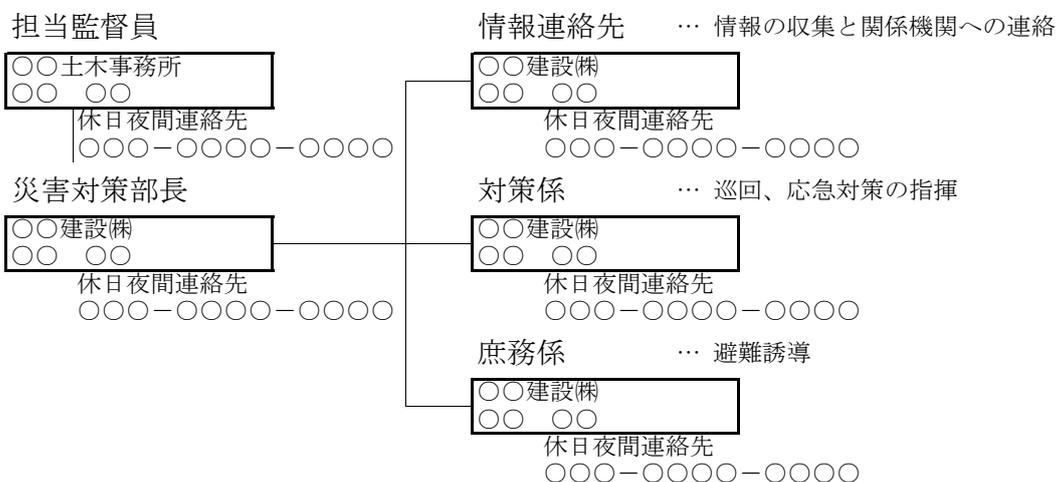 担当監督員
○○土木事務所
○○　○○
休日夜間連絡先
○○○－○○○○－○○○○
災害対策部長
○○建設㈱
○○　○○
休日夜間連絡先
○○○－○○○○－○○○○
情報連絡先　… 情報の収集と関係機関への連絡
○○建設㈱
○○　○○
休日夜間連絡先
○○○－○○○○－○○○○
対策係　… 巡回、応急対策の指揮
○○建設㈱
○○　○○
休日夜間連絡先
○○○－○○○○－○○○○
庶務係　… 避難誘導
○○建設㈱
○○　○○
休日夜間連絡先
○○○－○○○○－○○○○